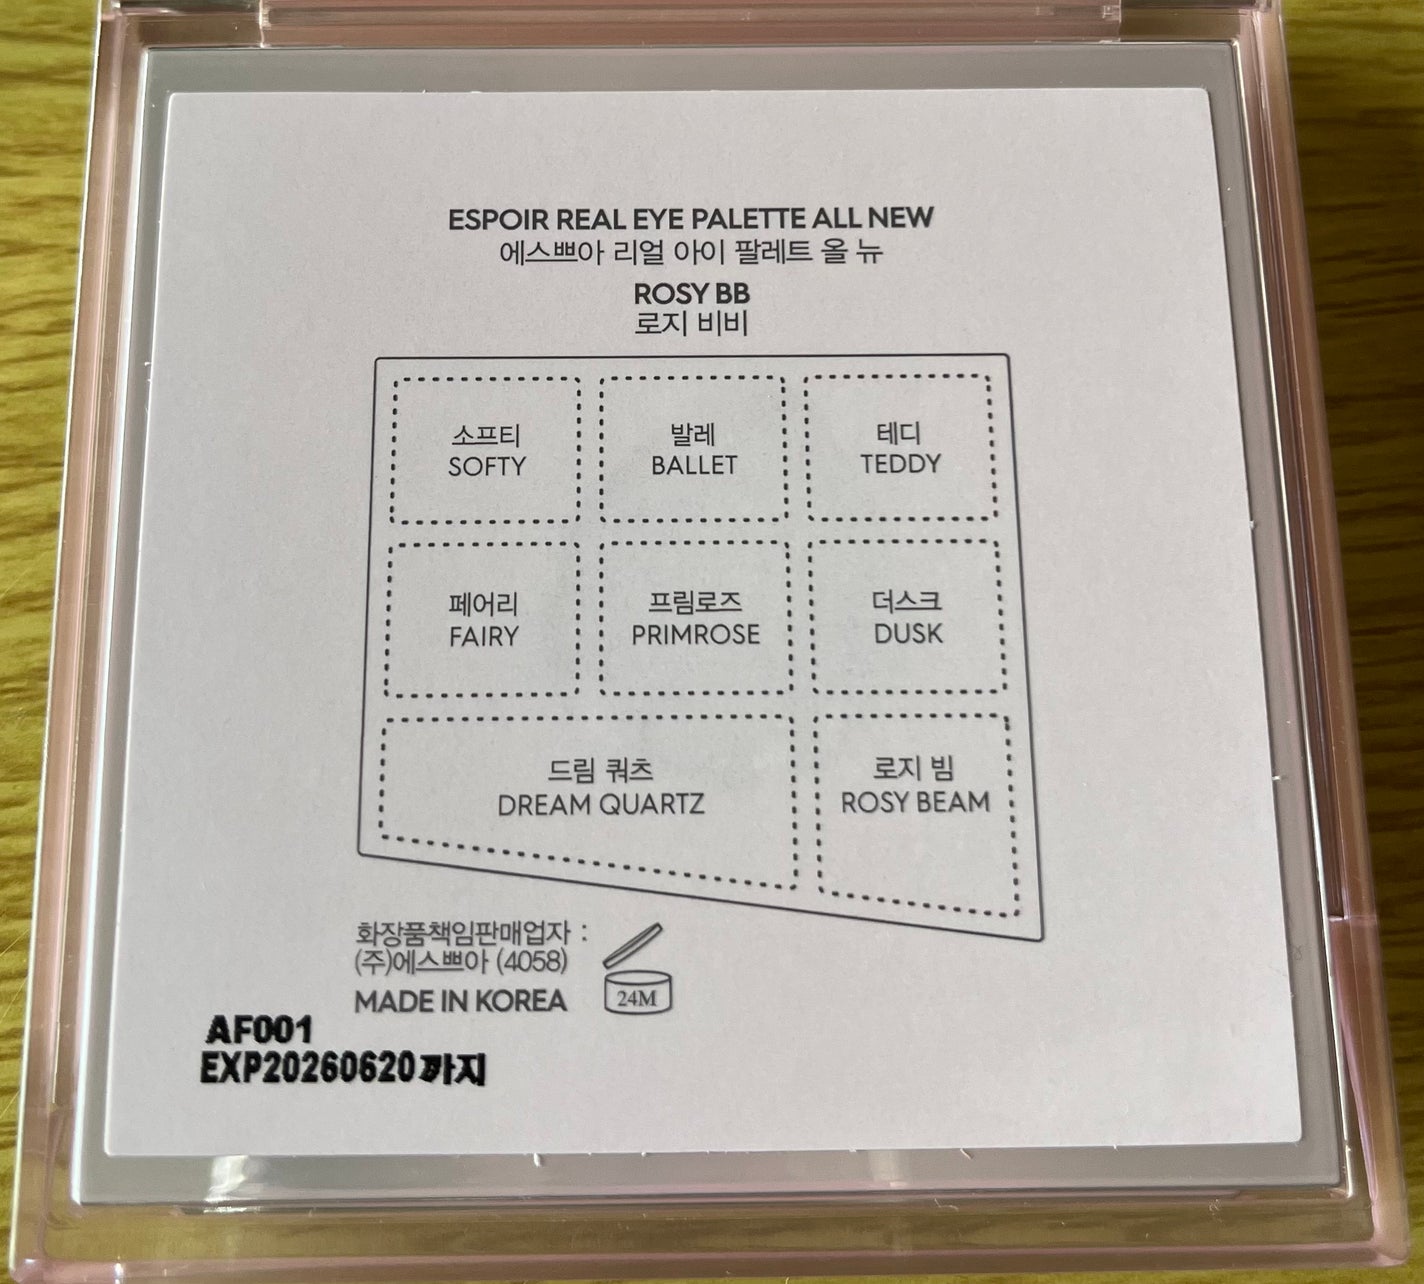 ESPOIR REAL EYE PALETTE ALL NEW
에스쁘아 리얼 아이 팔레트 올 뉴
ROSY BB
로지 비비
소프티
SOFTY
발레
BALLET
테디
TEDDY
페어리
FAIRY
프림로즈
PRIMROSE
더스크
DUSK
드림 쿼츠
DREAM QUARTZ
로지 빔
ROSY BEAM
화장품책임판매업자 :
(주)에스쁘아 (4058)
MADE IN KOREA
24M
AF001
EXP20260620까지